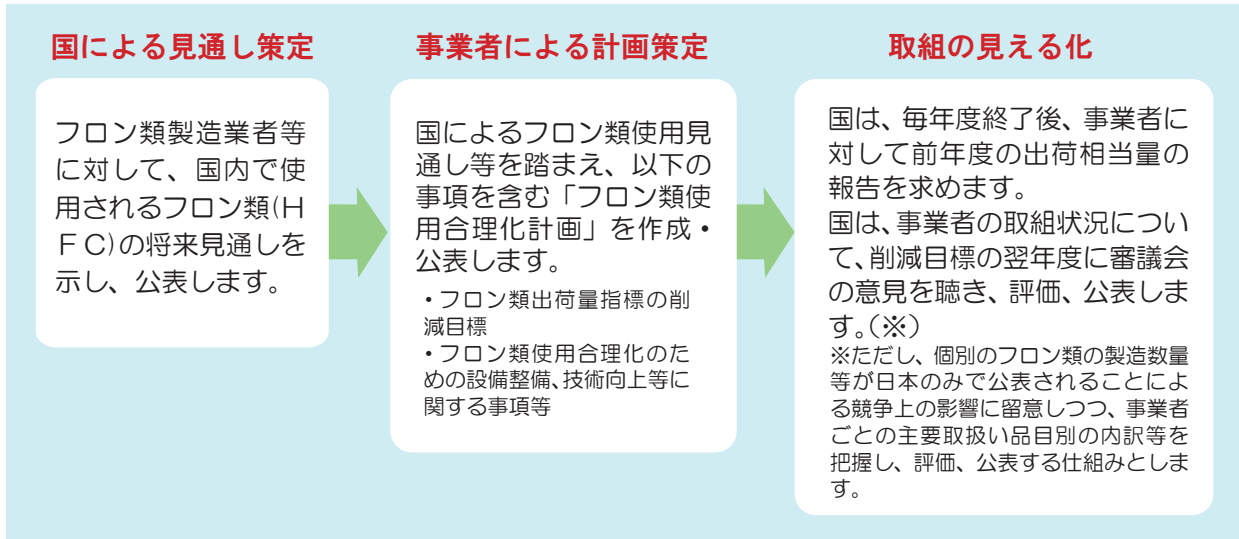 国による見通し策定
フロン類製造業者等
に対して、国内で使
用されるフロン類(H
FC)の将来見通しを
示し、公表します。
事業者による計画策定
国によるフロン類使用見
通し等を踏まえ、以下の
事項を含む「フロン類使
用合理化計画」を作成・
公表します。
・フロン類出荷量指標の削
減目標
・フロン類使用合理化のた
めの設備整備、技術向上等に
関する事項等
取組の見える化
国は、毎年度終了後、事業者に
対して前年度の出荷相当量の
報告を求めます。
国は、事業者の取組状況につい
て、削減目標の翌年度に審議会
の意見を聴き、評価、公表しま
す。(※)
※ただし、個別のフロン類の製造数量
等が日本のみで公表されることによ
る競争上の影響に留意しつつ、事業者
ごとの主要取扱い品目別の内訳等を
把握し、評価、公表する仕組みとしま
す。